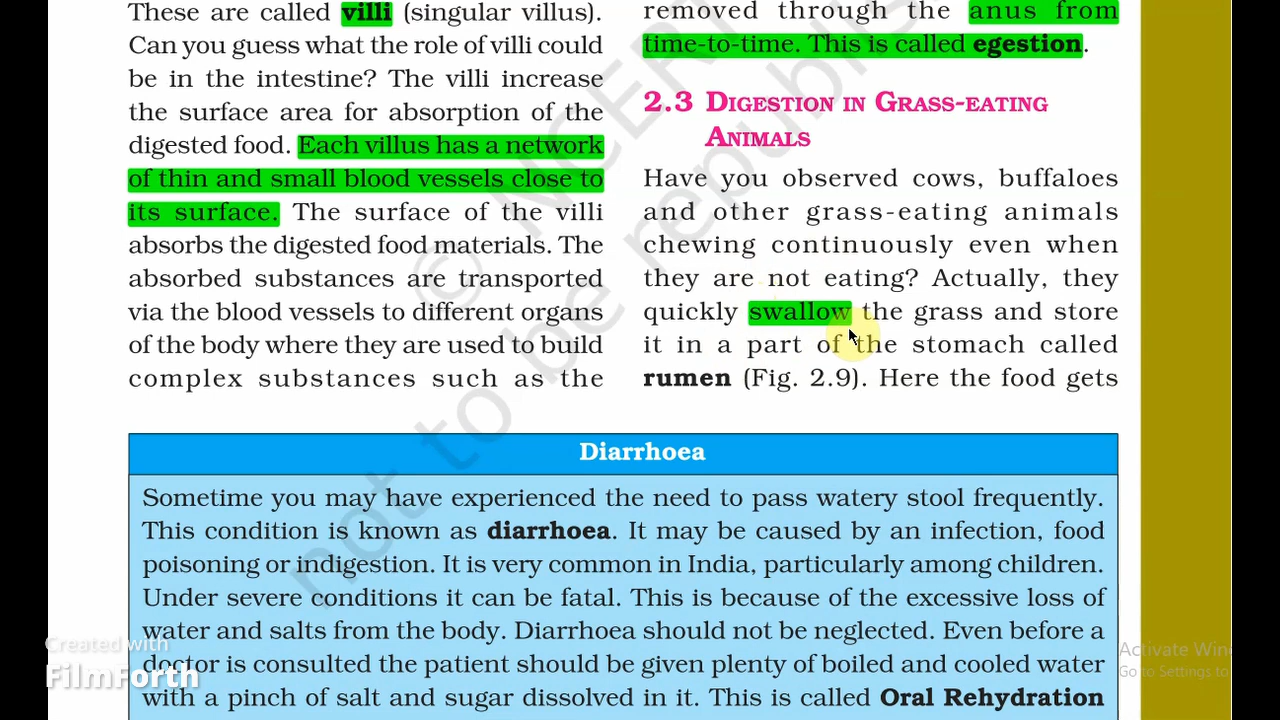 These are called villi (singular villus).
Can you guess what the role of villi could
be in the intestine? The villi increase
the surface area for absorption of the
digested food. Each villus has a network
of thin and small blood vessels close to
its surface. The surface of the villi
absorbs the digested food materials. The
absorbed substances are transported
via the blood vessels to different organs
of the body where they are used to build
complex substances such as the
removed through the anus from
time-to-time. This is called egestion.
2.3 DIGESTION IN GRASS-EATING
ANIMALS
Have you observed cows, buffaloes
and other grass-eating animals
chewing continuously even when
they are not eating? Actually, they
quickly swallow the grass and store
it in a part of the stomach called
rumen (Fig. 2.9). Here the food gets
Diarrhoea
Sometime you may have experienced the need to pass watery stool frequently.
This condition is known as diarrhoea. It may be caused by an infection, food
poisoning or indigestion. It is very common in India, particularly among children.
Under severe conditions it can be fatal. This is because of the excessive loss of
water and salts from the body. Diarrhoea should not be neglected. Even before a
doctor is consulted the patient should be given plenty of boiled and cooled water
with a pinch of salt and sugar dissolved in it. This is called Oral Rehydration
© NCERT
not to be republis
Created with
FilmForth
Activate Win
Go to Settings to